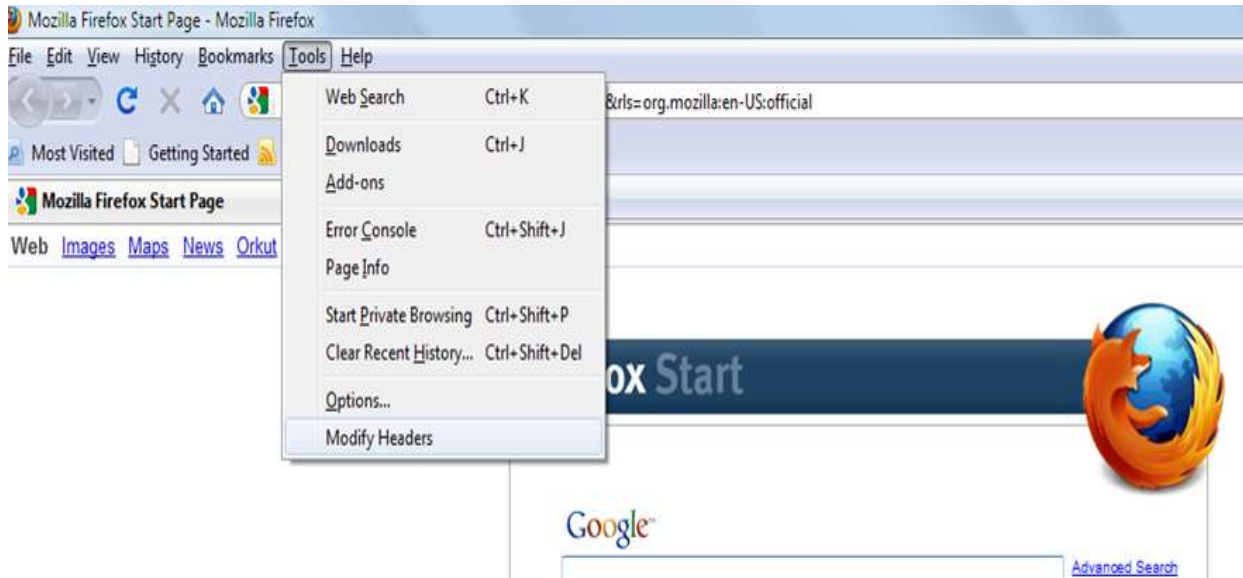 Mozilla Firefox Start Page - Mozilla Firefox
File Edit View History Bookmarks Tools Help
&rls=org.mozilla:en-US:official
Most Visited Getting Started
Mozilla Firefox Start Page
Web Images Maps News Orkut
Web Search Ctrl+K
Downloads Ctrl+J
Add-ons
Error Console Ctrl+Shift+J
Page Info
Start Private Browsing Ctrl+Shift+P
Clear Recent History... Ctrl+Shift+Del
Options...
Modify Headers
ox Start
Google
Advanced Search